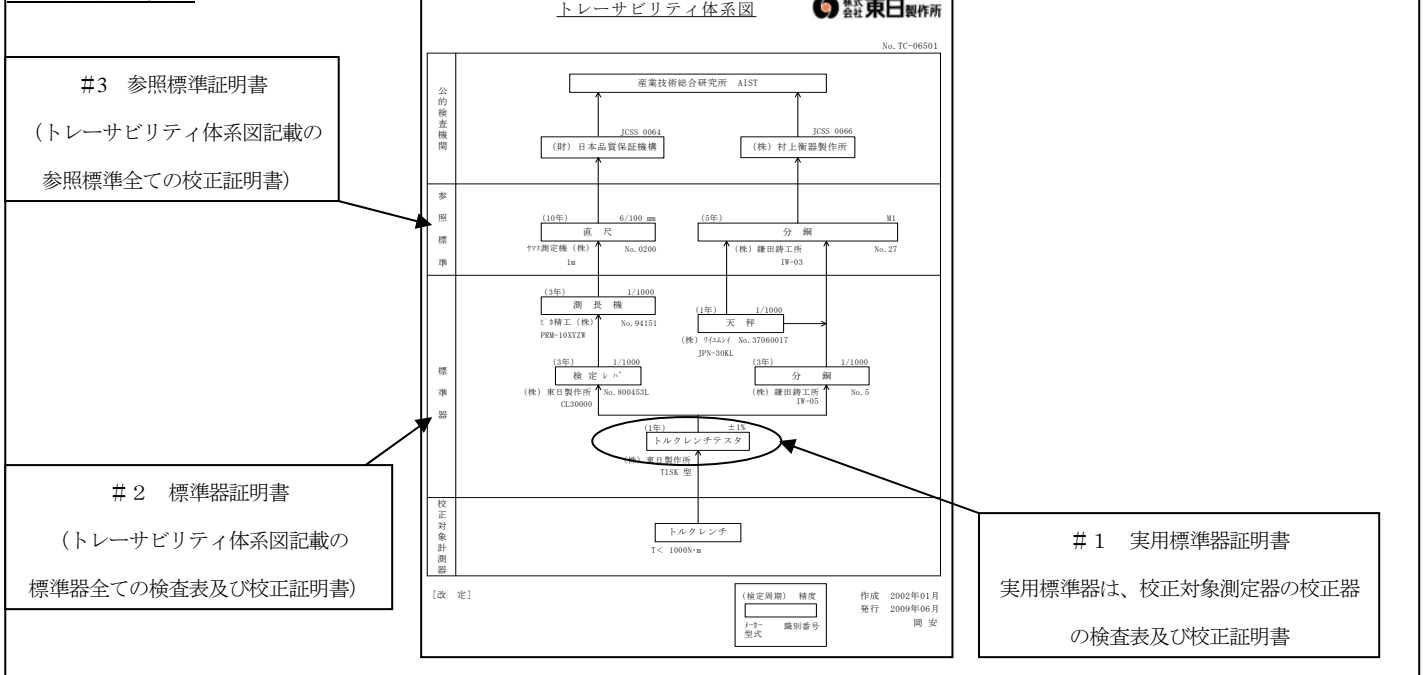 トレーサビリティ体系図
株式会社 東日製作所
No. TC-06501
#3 参照標準証明書
（トレーサビリティ体系図記載の
参照標準全ての校正証明書）
公的検査機関
産業技術総合研究所 AIST
JCSS 0064
（財）日本品質保証機構
JCSS 0066
（株）村上衡器製作所
参照標準
（10年） 6/100 mm
直 尺
ヤマヨ測定機（株） No. 0200
1m
（5年） M1
分 銅
（株）鎌田鋳工所 No. 27
IW-03
標準器
（3年） 1/1000
測 長 機
精工（株） No. 94151
PRM-10XYZW
（1年） 1/1000
天 秤
（株）ワイエムシイ No. 37060017
JPN-30KL
（3年） 1/1000
検 定 レ バ
（株）東日製作所 No. 800453L
CL30000
（3年） 1/1000
分 銅
（株）鎌田鋳工所 No. 5
IW-05
（1年） ±1%
トルクレンチテスタ
（株）東日製作所
TISK 型
#２ 標準器証明書
（トレーサビリティ体系図記載の
標準器全ての検査表及び校正証明書）
校正対象計測器
トルクレンチ
T< 1000N・m
#１ 実用標準器証明書
実用標準器は、校正対象測定器の校正器
の検査表及び校正証明書
［改 定］
（検定周期） 精度
メーカー 識別番号
型式
作成 2002年01月
発行 2009年06月
岡 安